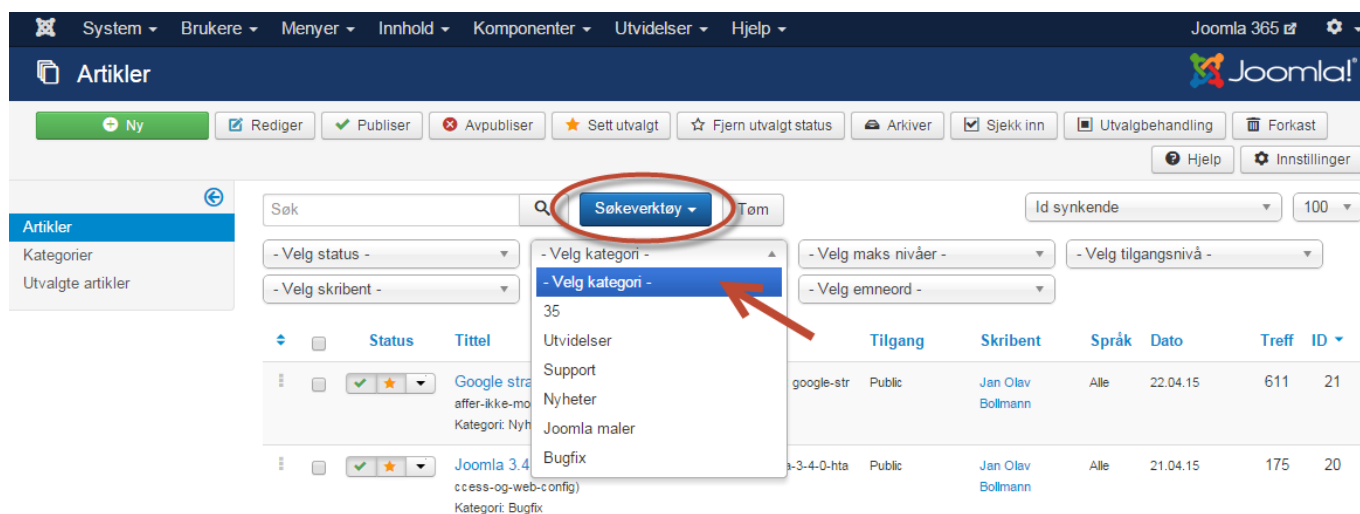 System Brukere Menyer Innhold Komponenter Utvidelser Hjelp Joomla 365
Artikler Joomla!
Ny Rediger Publiser Avpubliser Sett utvalgt Fjern utvalgt status Arkiver Sjekk inn Utvalgbehandling Forkast
Hjelp Innstillinger
Søk Søkeverktøy Tøm Id synkende 100
Artikler
Kategorier
Utvalgte artikler
- Velg status - - Velg kategori - - Velg maks nivåer - - Velg tilgangsnivå -
- Velg skribent - - Velg kategori - - Velg emneord -
35
Utvidelser
Support
Nyheter
Joomla maler
Bugfix
Status Tittel Tilgang Skribent Språk Dato Treff ID
Google stra google-str Public Jan Olav Alle 22.04.15 611 21
affer-ikke-mo Bollmann
Kategori: Nyh
Joomla 3.4 a-3-4-0-hta Public Jan Olav Alle 21.04.15 175 20
ccess-og-web-config) Bollmann
Kategori: Bugfix